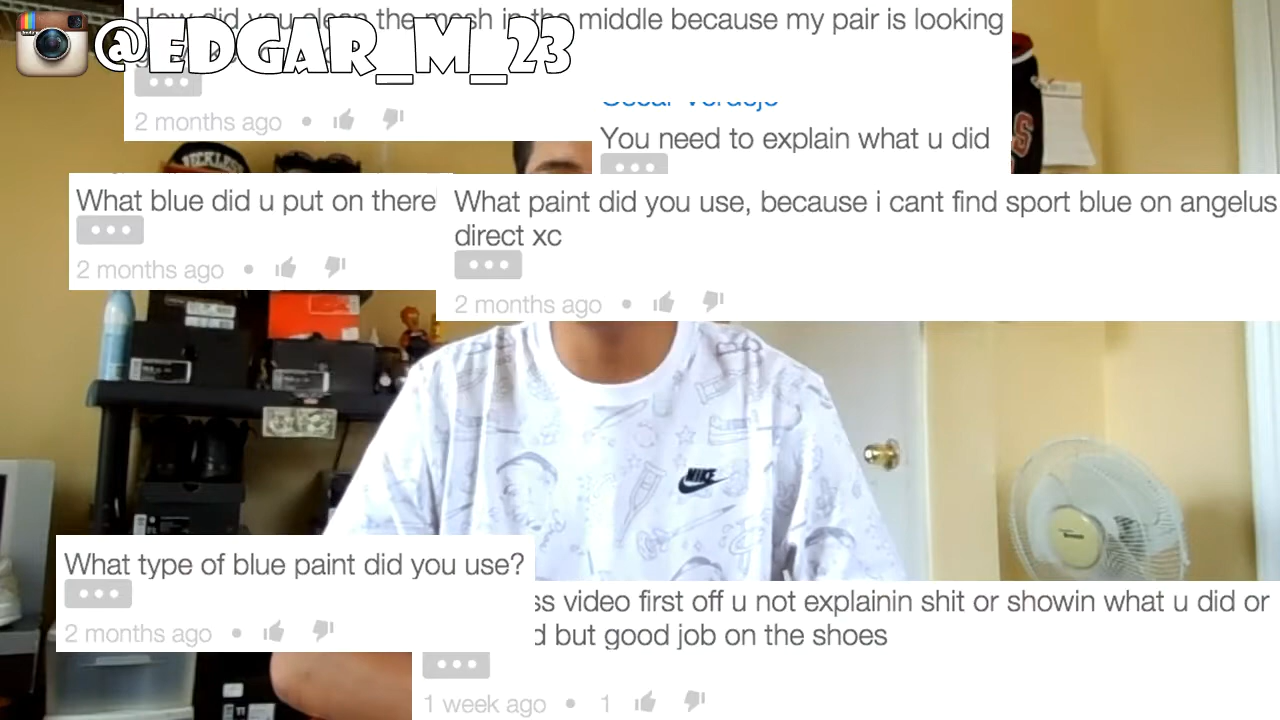 How did you clean the mesh in the middle because my pair is looking
@EDGAR_M_23
2 months ago
You need to explain what u did
What blue did u put on there
2 months ago
What paint did you use, because i cant find sport blue on angelus
direct xc
2 months ago
RECKLESS
NIKE
What type of blue paint did you use?
2 months ago
video first off u not explainin shit or showin what u did or
but good job on the shoes
1 week ago 1